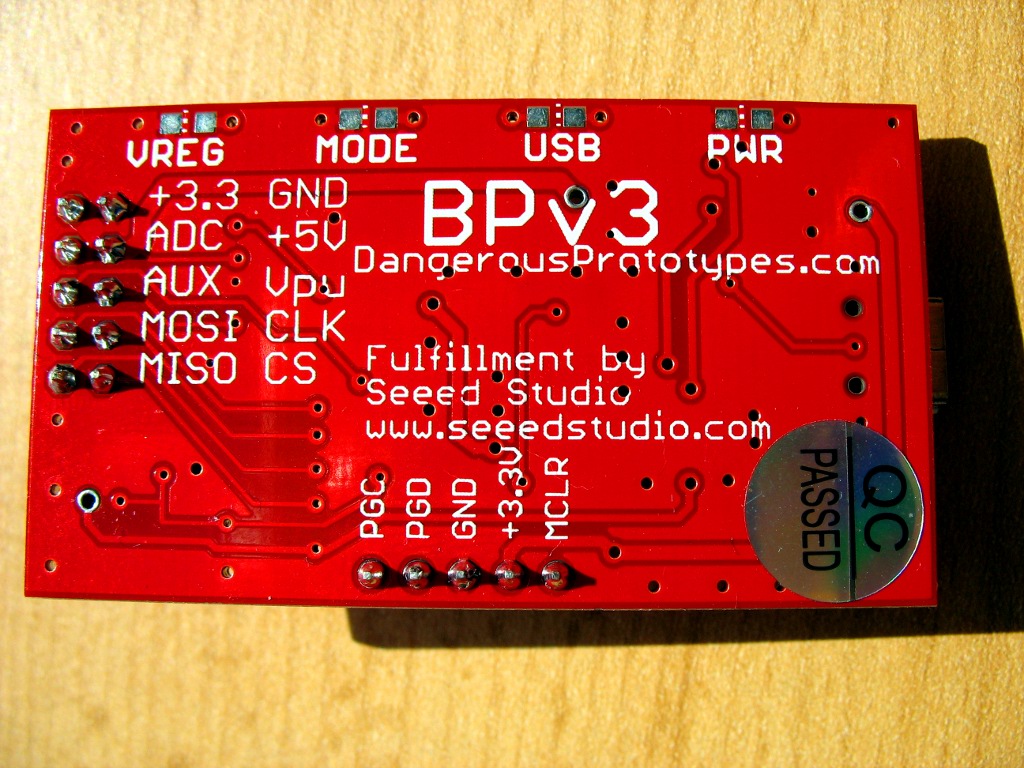 VREG MODE USB PWR
+3.3 GND
ADC +5V
AUX Vpu
MOSI CLK
MISO CS
BPv3
DangerousPrototypes.com
Fulfillment by
Seeed Studio
www.seeedstudio.com
PGC
PGD
GND
+3.3V
MCLR
QC
PASSED